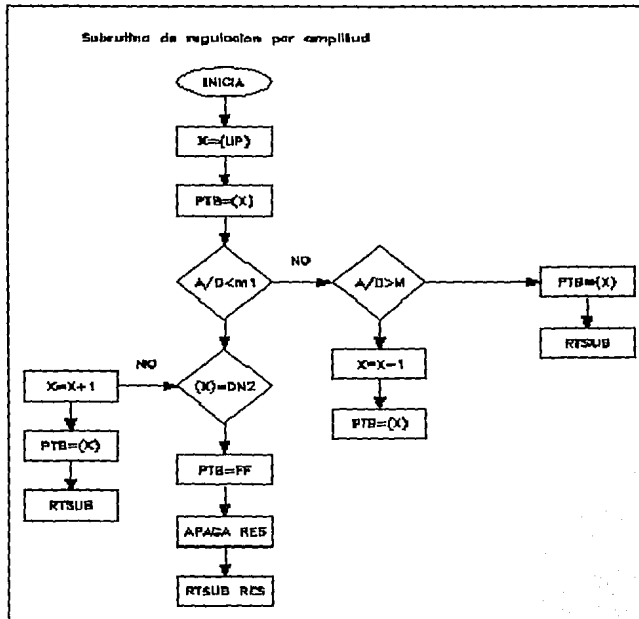 Subrutina de regulacion por amplitud
INICIA
X=(UP)
PTB=(X)
A/D<m1
NO
A/D>M
PTB=(X)
RTSUB
X=X-1
PTB=(X)
(X)=DN2
NO
X=X+1
PTB=(X)
RTSUB
PTB=FF
APAGA RES
RTSUB RES